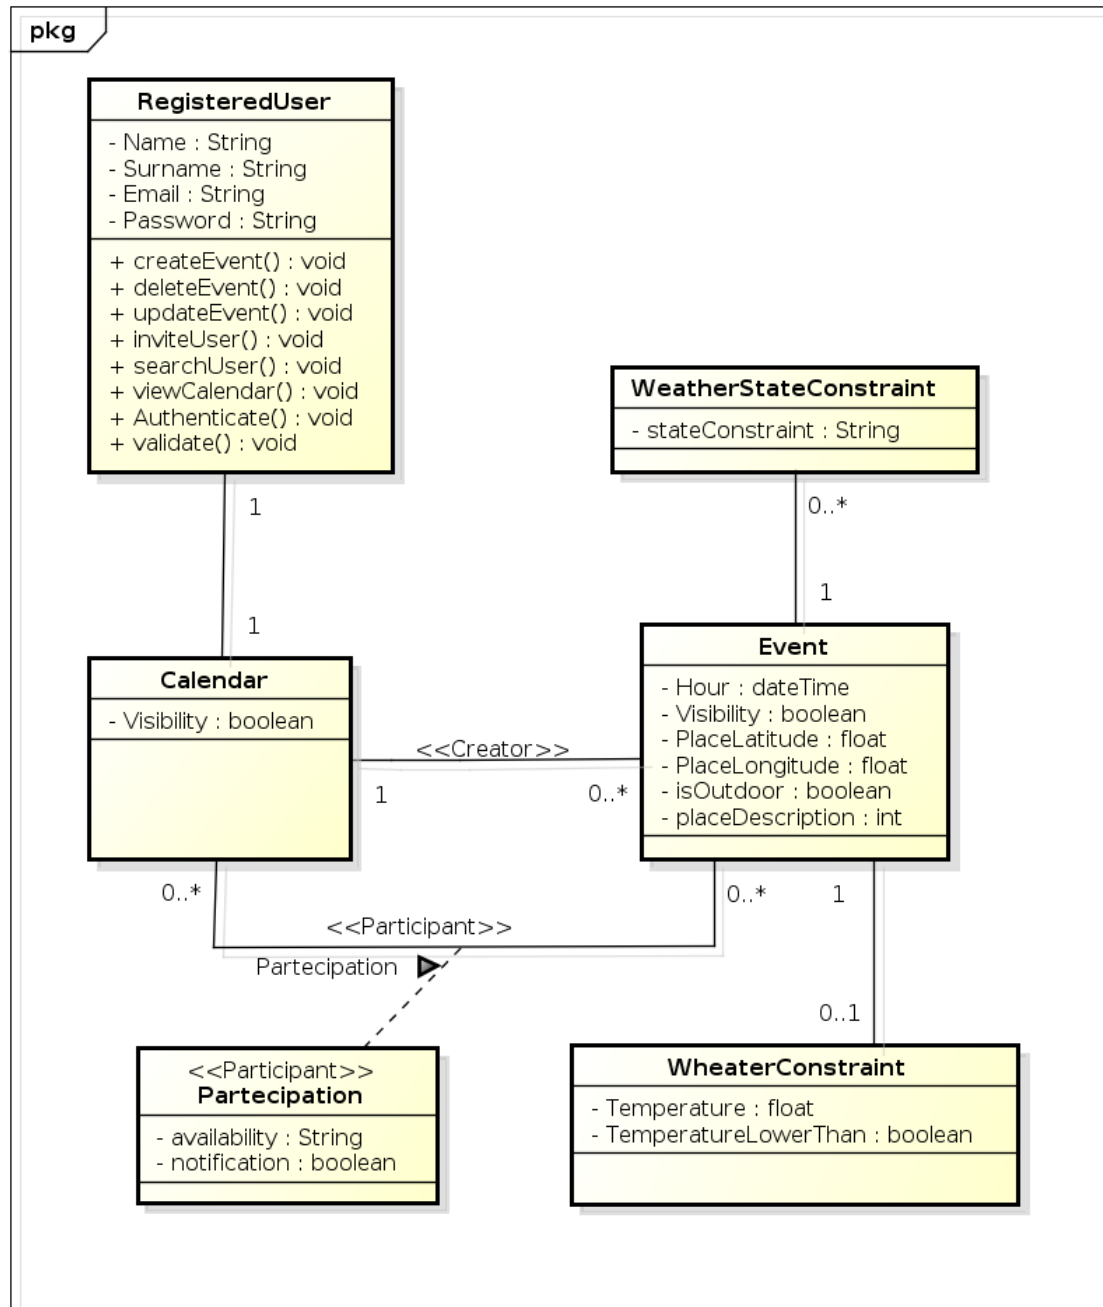 pkg
RegisteredUser
- Name : String
- Surname : String
- Email : String
- Password : String
+ createEvent() : void
+ deleteEvent() : void
+ updateEvent() : void
+ inviteUser() : void
+ searchUser() : void
+ viewCalendar() : void
+ Authenticate() : void
+ validate() : void
WeatherStateConstraint
- stateConstraint : String
1
0..*
1
1
Event
- Hour : dateTime
- Visibility : boolean
- PlaceLatitude : float
- PlaceLongitude : float
- isOutdoor : boolean
- placeDescription : int
Calendar
- Visibility : boolean
<<Creator>>
1
0..*
0..*
0..*
1
<<Participant>>
Partecipation
0..1
<<Participant>>
Partecipation
- availability : String
- notification : boolean
WheaterConstraint
- Temperature : float
- TemperatureLowerThan : boolean